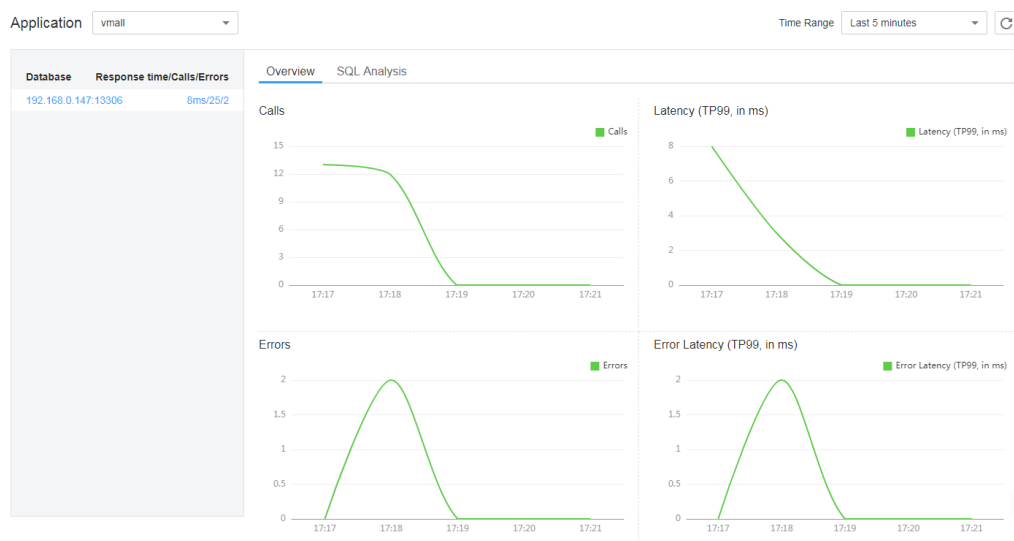 Application vmall Time Range Last 5 minutes
Database Response time/Calls/Errors
192.168.0.147:13306 8ms/25/2
Overview SQL Analysis
Calls
Calls
15
12
9
6
3
0
17:17 17:18 17:19 17:20 17:21
Latency (TP99, in ms)
Latency (TP99, in ms)
8
6
4
2
0
17:17 17:18 17:19 17:20 17:21
Errors
Errors
2
1.5
1
0.5
0
17:17 17:18 17:19 17:20 17:21
Error Latency (TP99, in ms)
Error Latency (TP99, in ms)
2
1.5
1
0.5
0
17:17 17:18 17:19 17:20 17:21